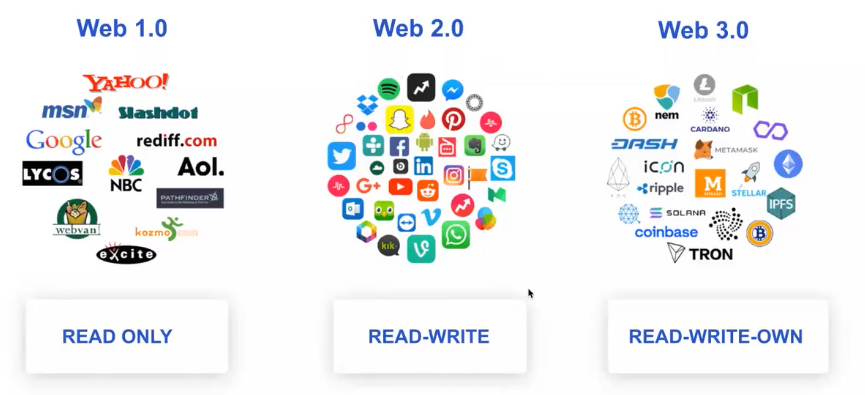 Web 1.0
Web 2.0
Web 3.0
YAHOO!
msn
Slashdot
Google
rediff.com
LYCOS
NBC
Aol.
PATHFINDER
webvan
kozmo
eXcite
kik
nem
CARDANO
DASH
METAMASK
ICON
ripple
STELLAR
IPFS
SOLANA
coinbase
TRON
READ ONLY
READ-WRITE
READ-WRITE-OWN